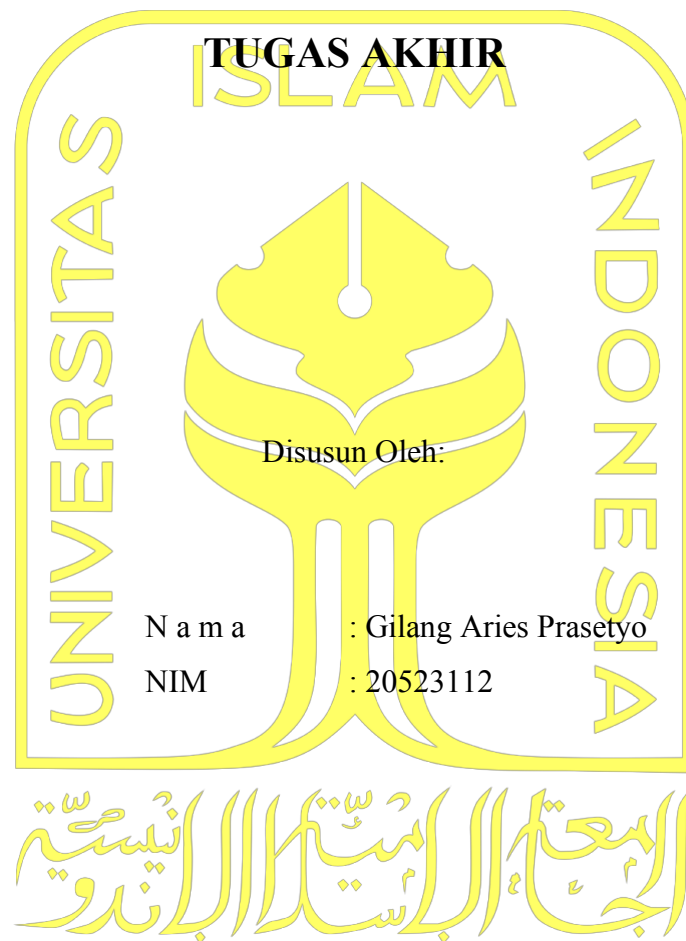 TUGAS AKHIR
ISLAM
UNIVERSITAS
INDONESIA
Disusun Oleh:
N a m a : Gilang Aries Prasetyo
NIM : 20523112
الجامعة الإسلامية الإندونيسية